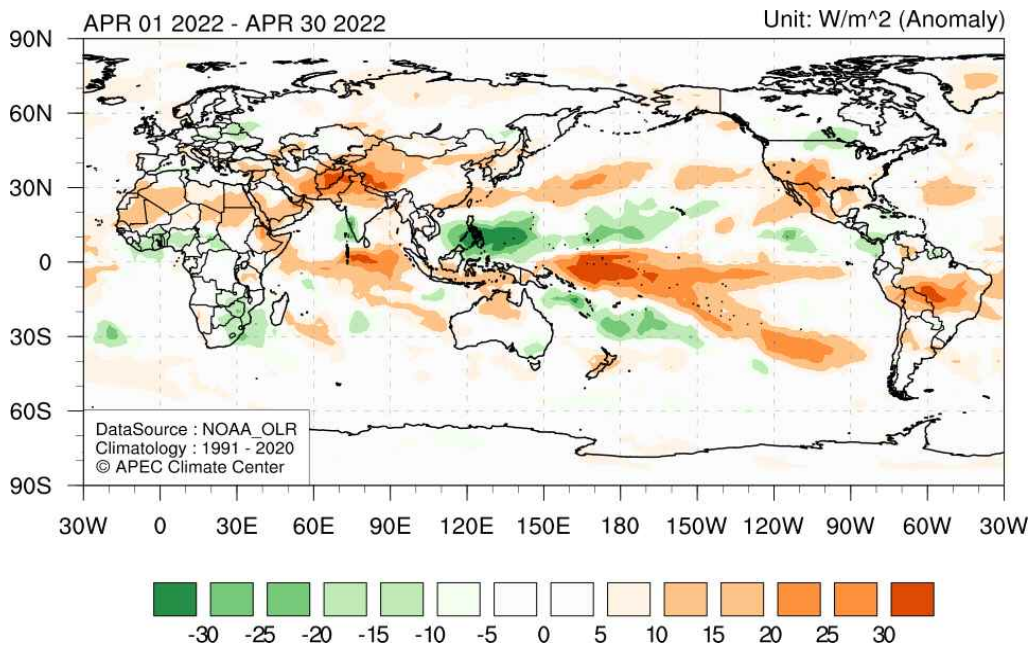 APR 01 2022 - APR 30 2022 Unit: W/m^2 (Anomaly)
90N
60N
30N
0
30S
60S
90S
DataSource : NOAA_OLR
Climatology : 1991 - 2020
© APEC Climate Center
30W 0 30E 60E 90E 120E 150E 180 150W 120W 90W 60W 30W
-30 -25 -20 -15 -10 -5 0 5 10 15 20 25 30